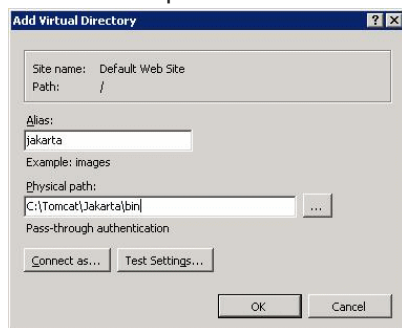 Add Virtual Directory
Site name: Default Web Site
Path: /
Alias:
jakarta
Example: images
Physical path:
C:\Tomcat\Jakarta\bin
...
Pass-through authentication
Connect as... Test Settings...
OK Cancel